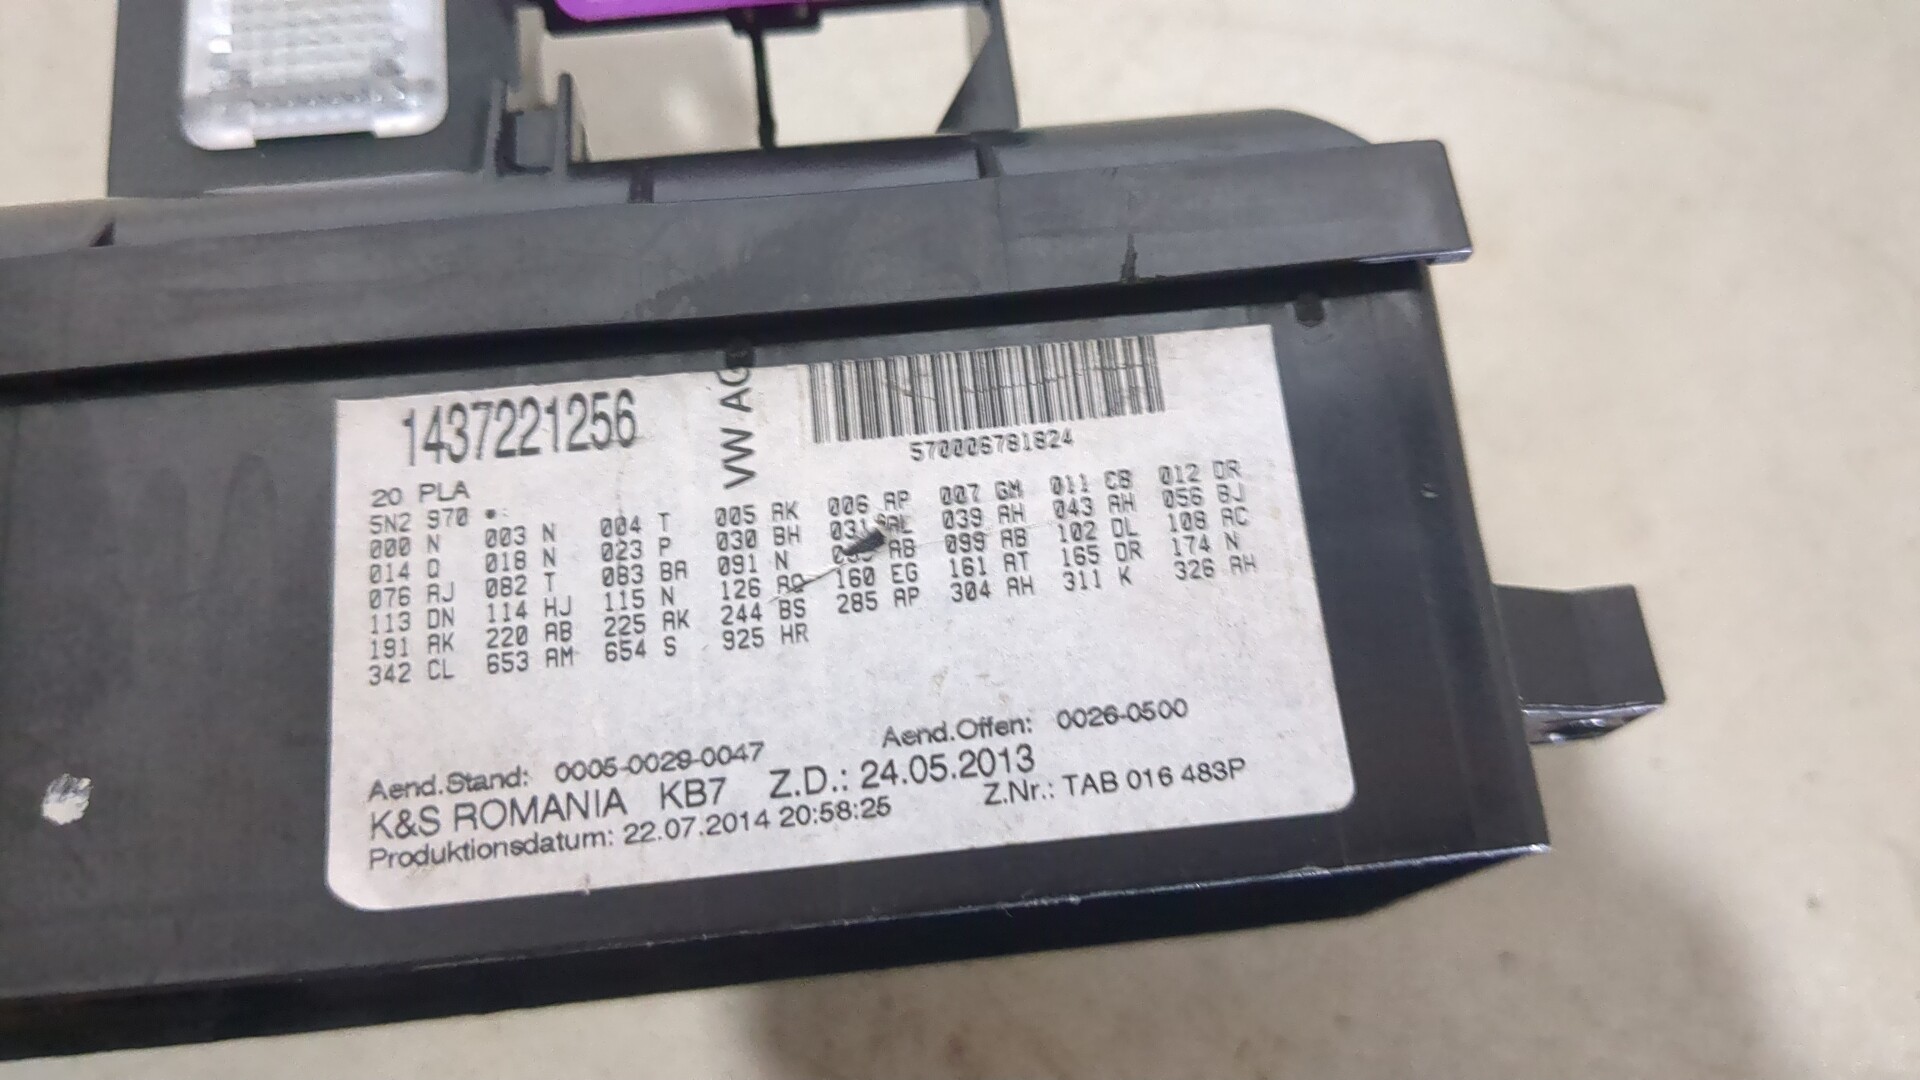 1437221256
VW AG
570006781824
20 PLA
5N2 970
000 N 003 N 004 T 005 AK 006 AP 007 GM 011 CB 012 DR
014 Q 018 N 023 P 030 BH 031 AL 039 AH 043 AH 056 BJ
076 AJ 082 T 083 BA 091 N AB 099 AB 102 DL 108 AC
113 DN 114 HJ 115 N 126 AQ 160 EG 161 AT 165 DR 174 N
191 AK 220 AB 225 AK 244 BS 285 AP 304 AH 311 K 326 AH
342 CL 653 AM 654 S 925 HR
Aend.Stand: 0005-0029-0047 Aend.Offen: 0026-0500
K&S ROMANIA KB7 Z.D.: 24.05.2013
Produktionsdatum: 22.07.2014 20:58:25 Z.Nr.: TAB 016 483P